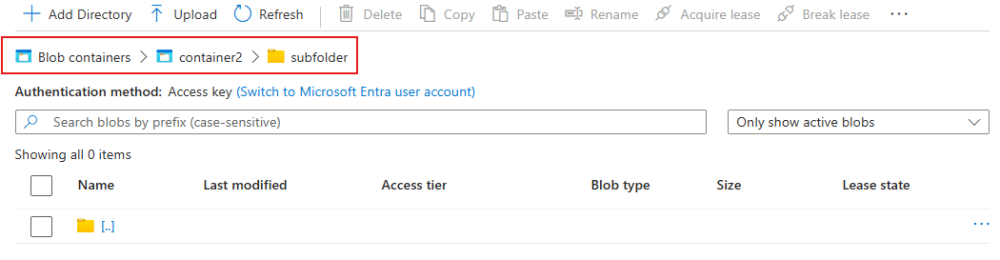 Add Directory Upload Refresh Delete Copy Paste Rename Acquire lease Break lease ...
Blob containers > container2 > subfolder
Authentication method: Access key (Switch to Microsoft Entra user account)
Search blobs by prefix (case-sensitive) Only show active blobs
Showing all 0 items
Name Last modified Access tier Blob type Size Lease state
[..] ...